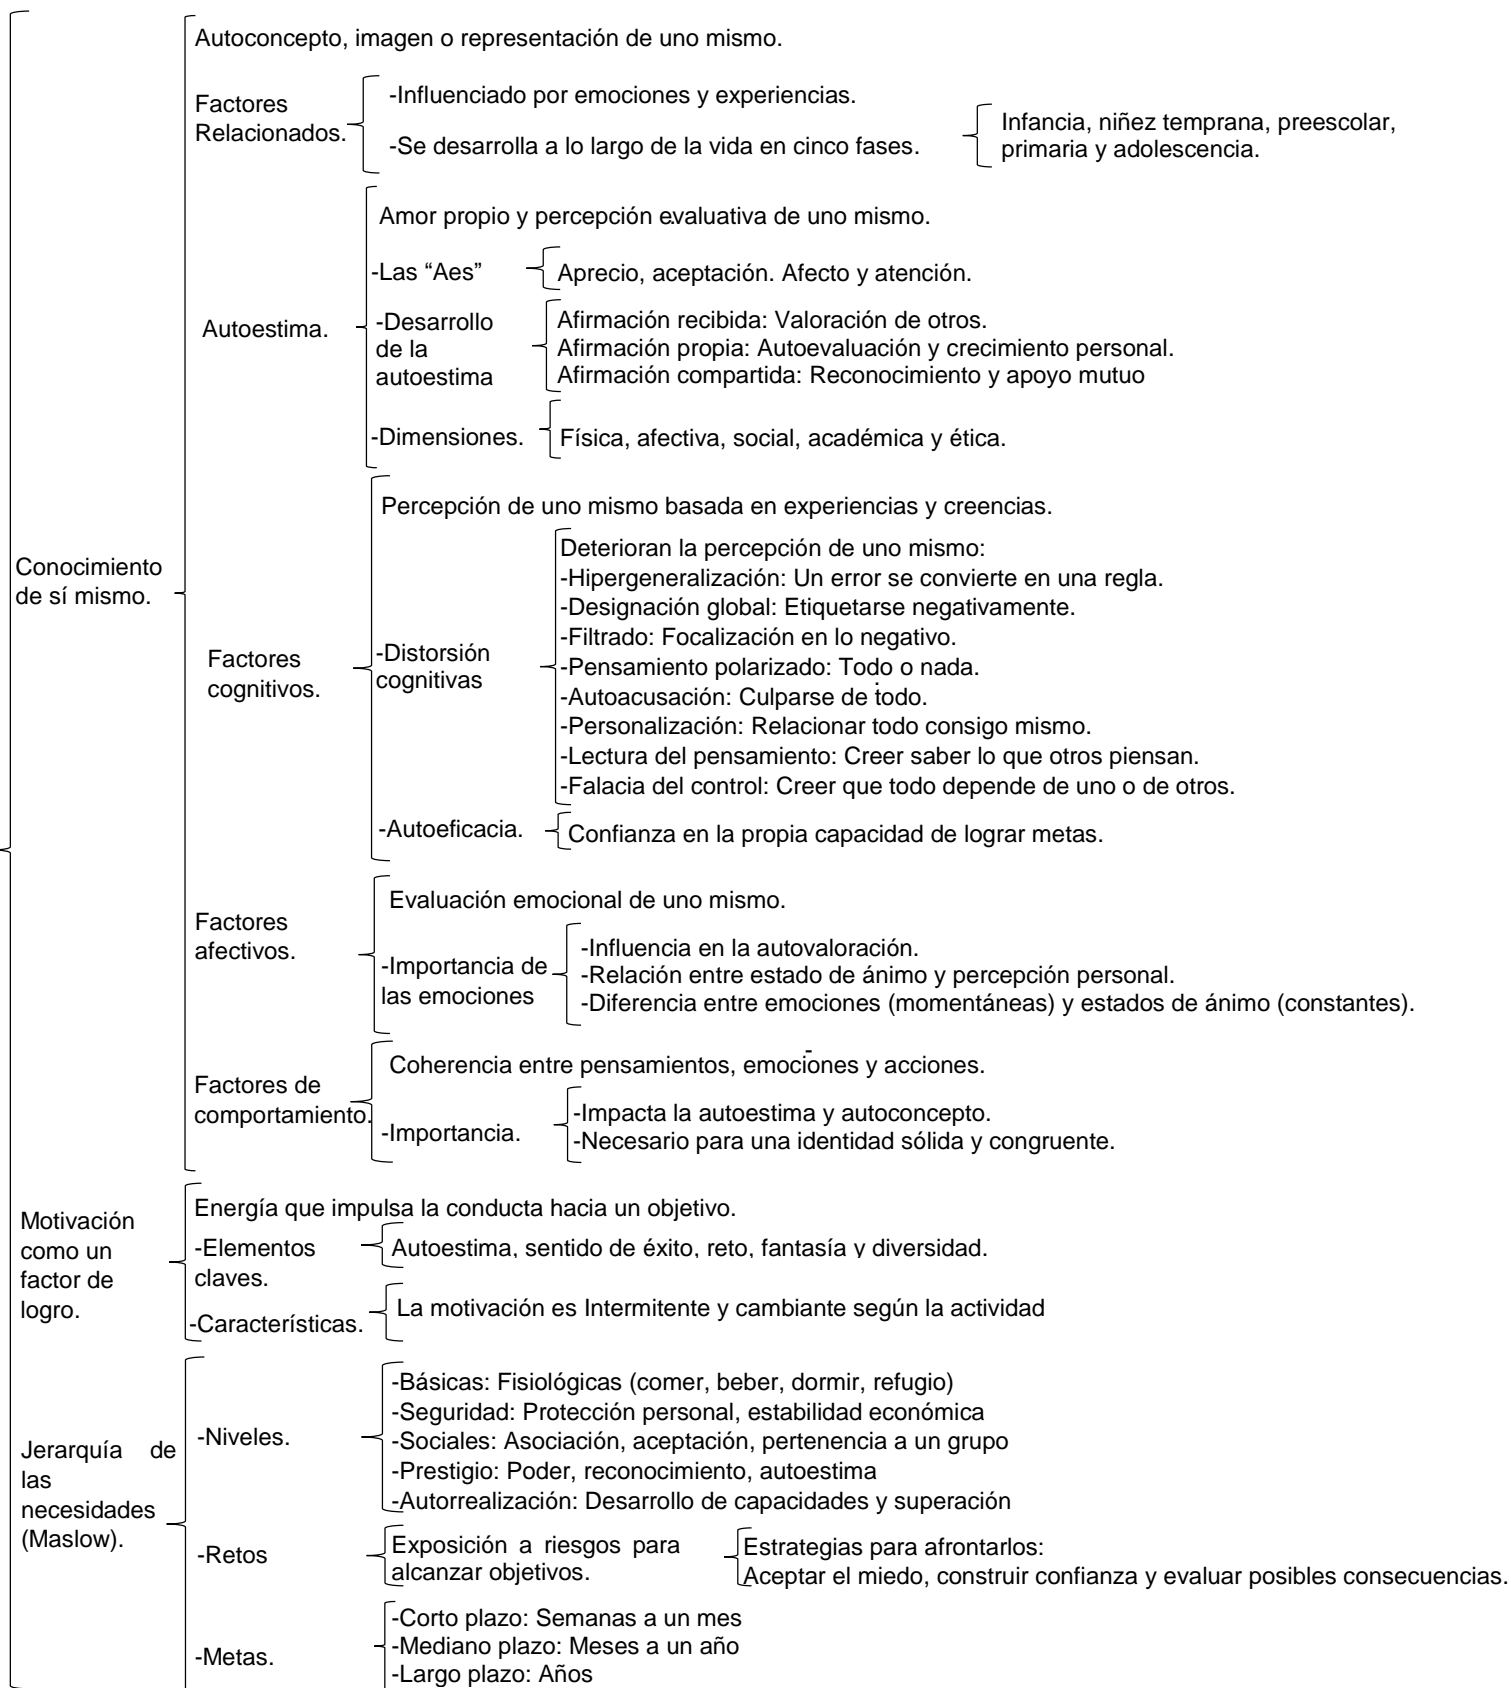 Autoconcepto, imagen o representación de uno mismo.
Factores
Relacionados.
-Influenciado por emociones y experiencias.
-Se desarrolla a lo largo de la vida en cinco fases.
Infancia, niñez temprana, preescolar,
primaria y adolescencia.
Amor propio y percepción evaluativa de uno mismo.
-Las “Aes”
Aprecio, aceptación. Afecto y atención.
Autoestima.
-Desarrollo
de la
autoestima
Afirmación recibida: Valoración de otros.
Afirmación propia: Autoevaluación y crecimiento personal.
Afirmación compartida: Reconocimiento y apoyo mutuo
-Dimensiones.
Física, afectiva, social, académica y ética.
Conocimiento
de sí mismo.
Percepción de uno mismo basada en experiencias y creencias.
Factores
cognitivos.
-Distorsión
cognitivas
Deterioran la percepción de uno mismo:
-Hipergeneralización: Un error se convierte en una regla.
-Designación global: Etiquetarse negativamente.
-Filtrado: Focalización en lo negativo.
-Pensamiento polarizado: Todo o nada.
-Autoacusación: Culparse de todo.
-Personalización: Relacionar todo consigo mismo.
-Lectura del pensamiento: Creer saber lo que otros piensan.
-Falacia del control: Creer que todo depende de uno o de otros.
-Autoeficacia.
Confianza en la propia capacidad de lograr metas.
Factores
afectivos.
Evaluación emocional de uno mismo.
-Importancia de
las emociones
-Influencia en la autovaloración.
-Relación entre estado de ánimo y percepción personal.
-Diferencia entre emociones (momentáneas) y estados de ánimo (constantes).
Factores de
comportamiento.
Coherencia entre pensamientos, emociones y acciones.
-Importancia.
-Impacta la autoestima y autoconcepto.
-Necesario para una identidad sólida y congruente.
Motivación
como un
factor de
logro.
Energía que impulsa la conducta hacia un objetivo.
-Elementos
claves.
Autoestima, sentido de éxito, reto, fantasía y diversidad.
-Características.
La motivación es Intermitente y cambiante según la actividad
Jerarquía de
las
necesidades
(Maslow).
-Niveles.
-Básicas: Fisiológicas (comer, beber, dormir, refugio)
-Seguridad: Protección personal, estabilidad económica
-Sociales: Asociación, aceptación, pertenencia a un grupo
-Prestigio: Poder, reconocimiento, autoestima
-Autorrealización: Desarrollo de capacidades y superación
-Retos
Exposición a riesgos para
alcanzar objetivos.
Estrategias para afrontarlos:
Aceptar el miedo, construir confianza y evaluar posibles consecuencias.
-Metas.
-Corto plazo: Semanas a un mes
-Mediano plazo: Meses a un año
-Largo plazo: Años